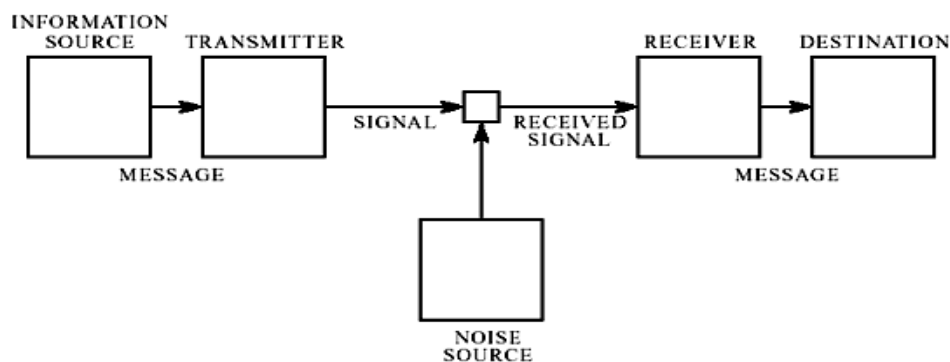 INFORMATION
SOURCE
TRANSMITTER
RECEIVER
DESTINATION
SIGNAL
RECEIVED
SIGNAL
MESSAGE
MESSAGE
NOISE
SOURCE